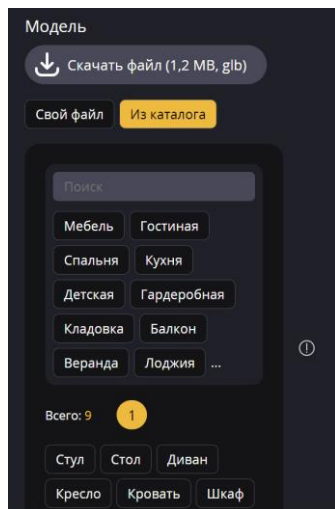 Модель
Скачать файл (1,2 MB, glb)
Свой файл Из каталога
Поиск
Мебель Гостиная
Спальня Кухня
Детская Гардеробная
Кладовка Балкон
Веранда Лоджия ...
Всего: 9 1
Стул Стол Диван
Кресло Кровать Шкаф